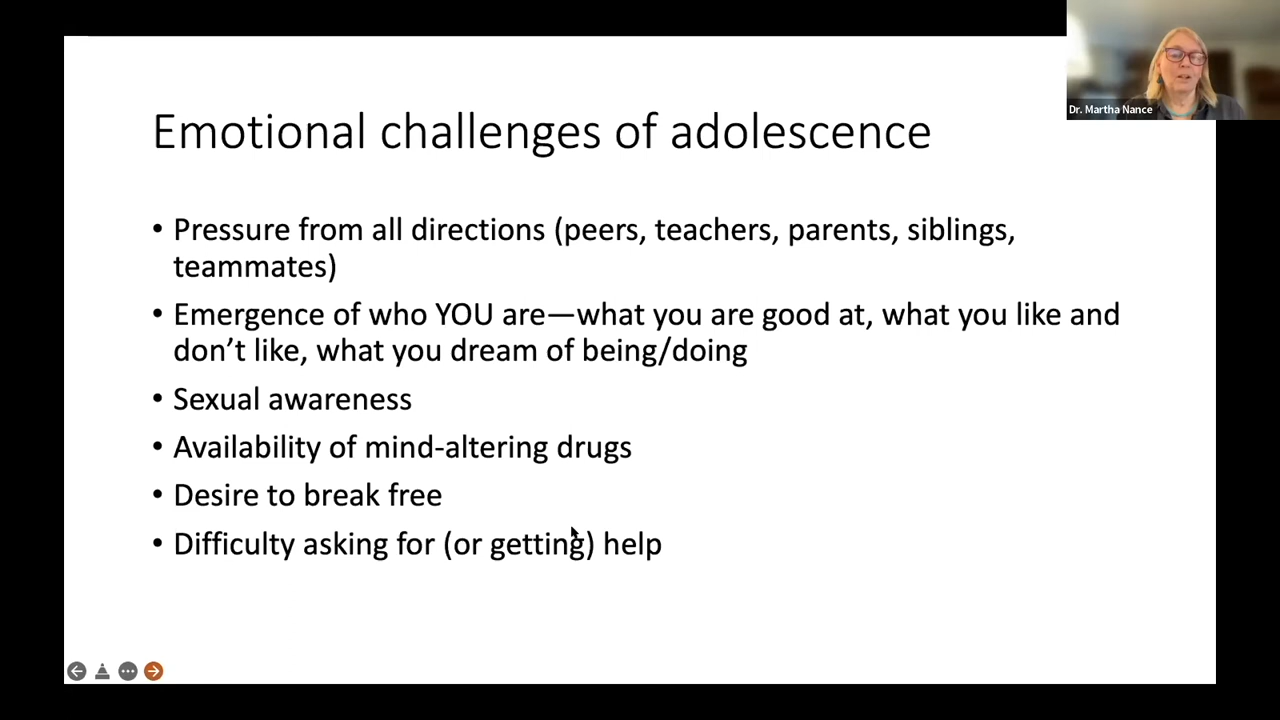 Dr. Martha Nance
Emotional challenges of adolescence
• Pressure from all directions (peers, teachers, parents, siblings,
teammates)
• Emergence of who YOU are—what you are good at, what you like and
don’t like, what you dream of being/doing
• Sexual awareness
• Availability of mind-altering drugs
• Desire to break free
• Difficulty asking for (or getting) help